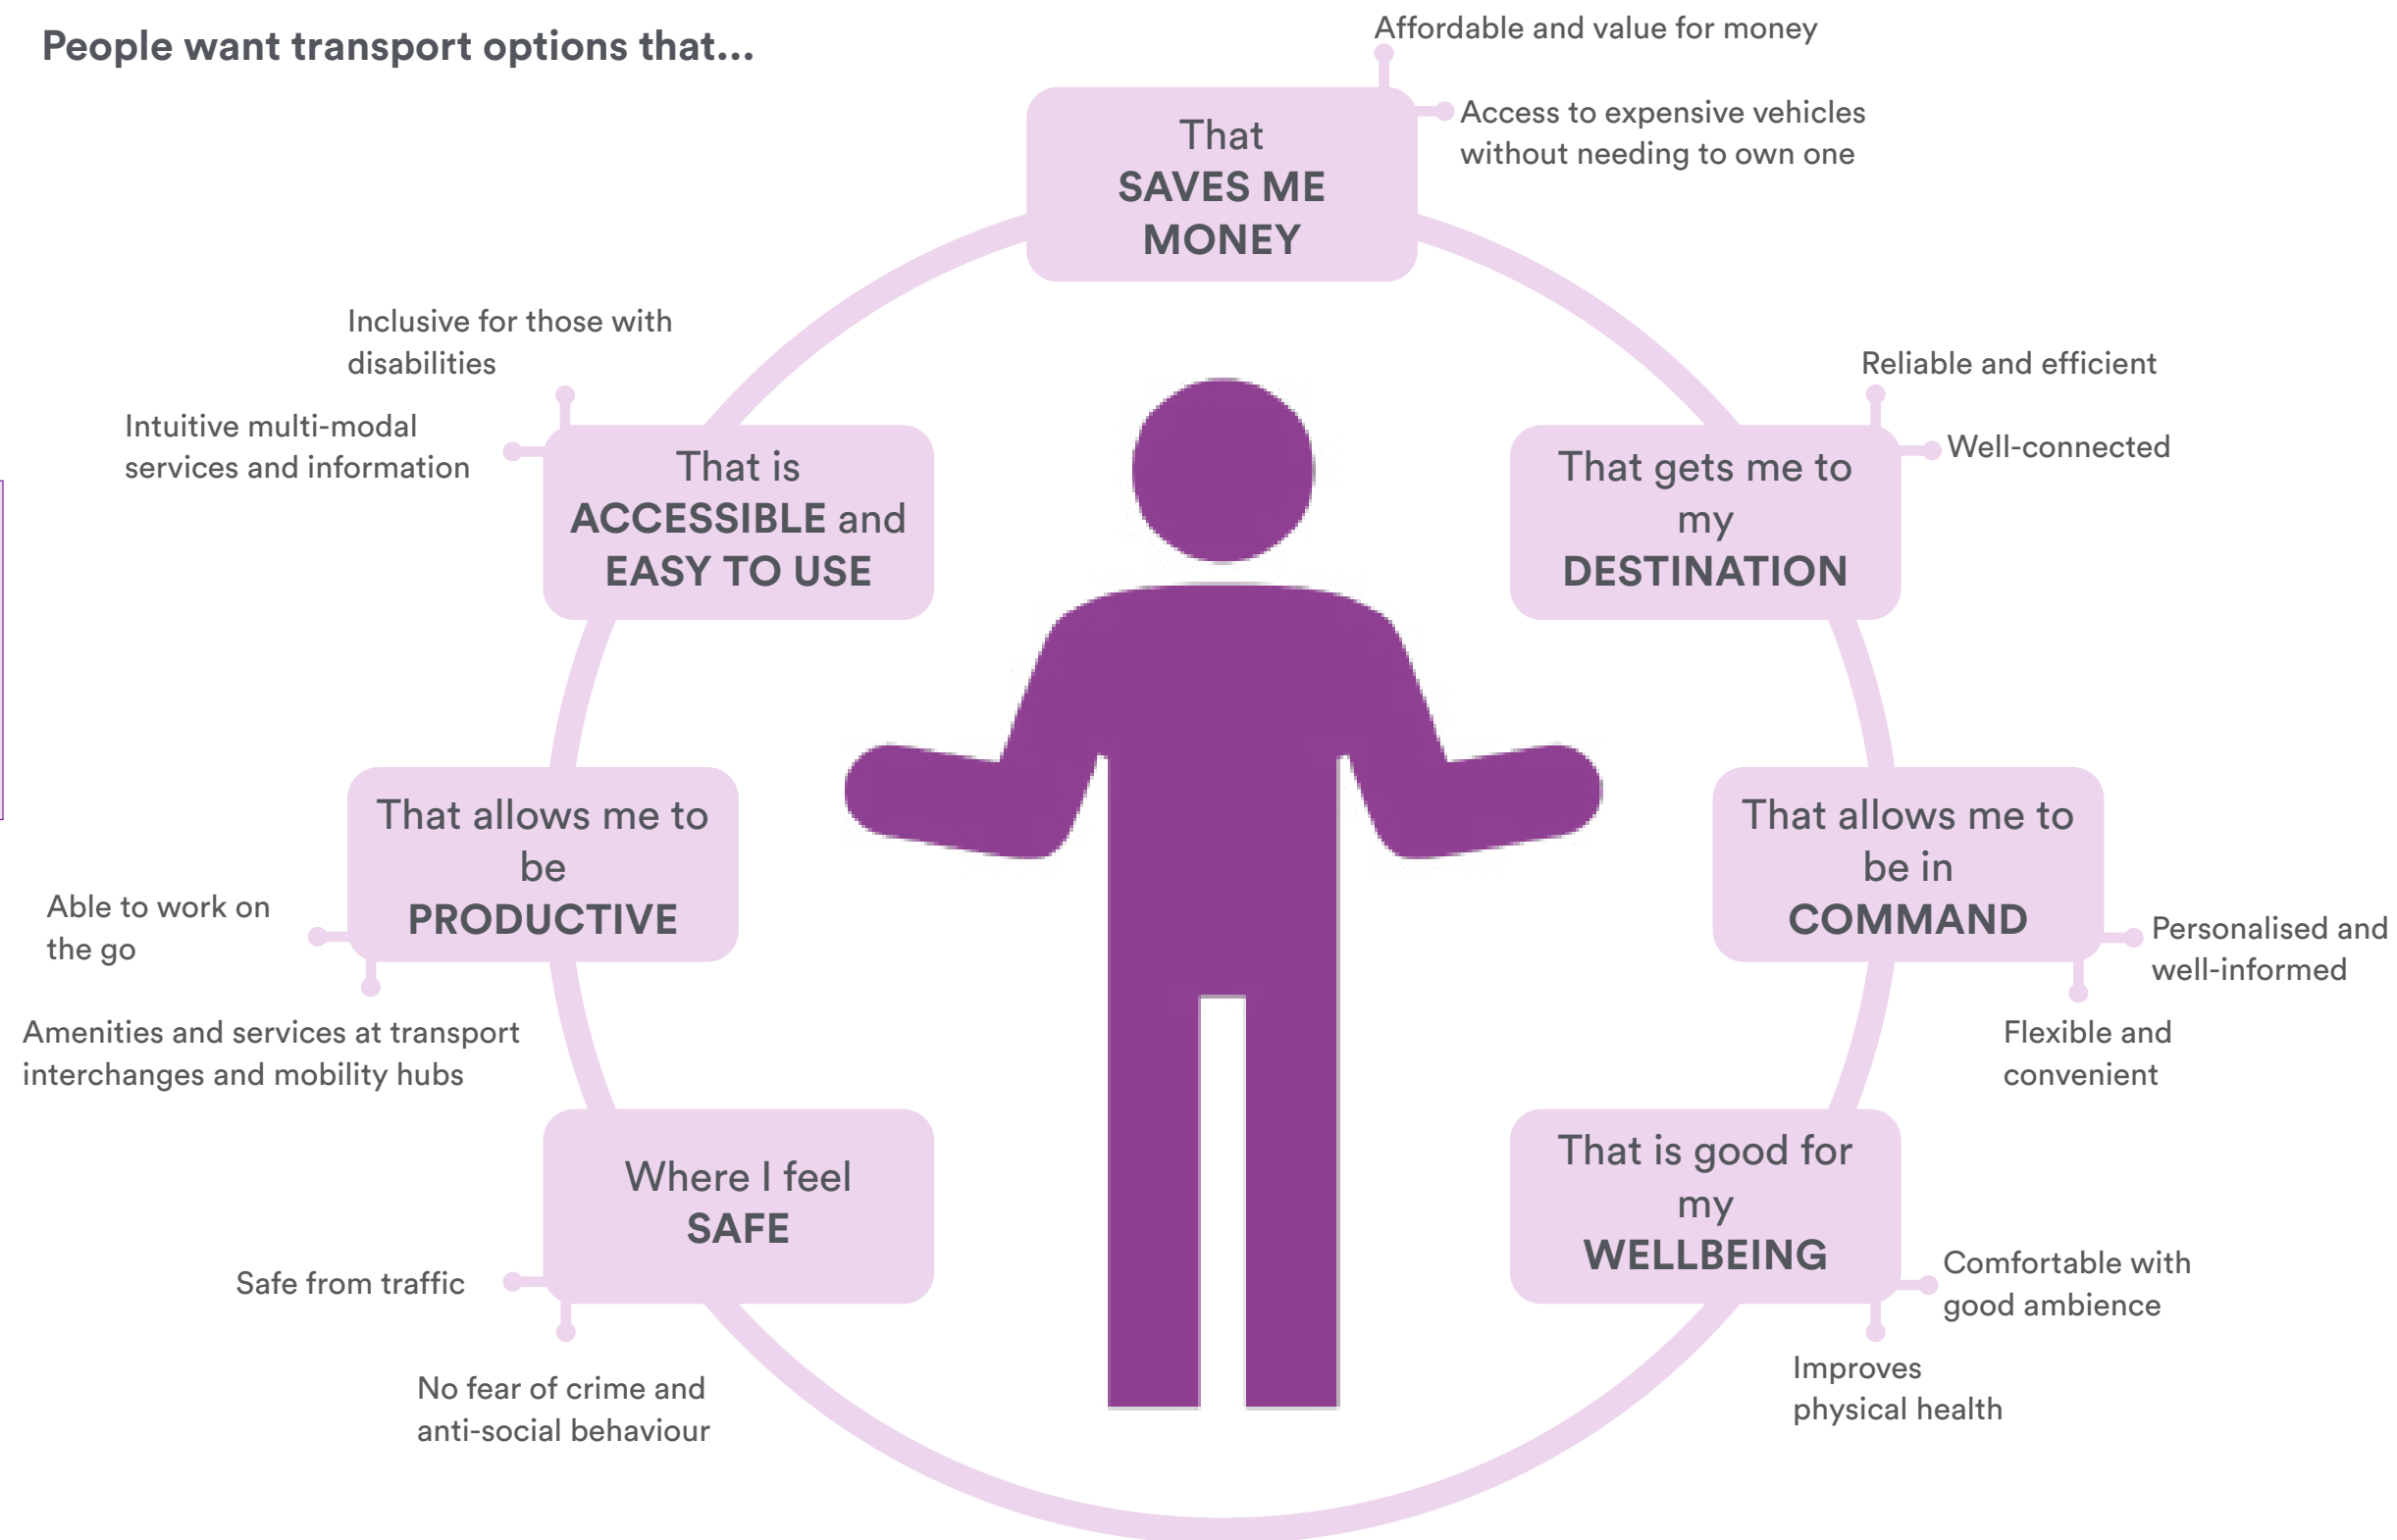 People want transport options that...
Affordable and value for money
Access to expensive vehicles
without needing to own one
That
SAVES ME
MONEY
Reliable and efficient
Well-connected
That gets me to
my
DESTINATION
That allows me to
be in
COMMAND
Personalised and
well-informed
Flexible and
convenient
That is good for
my
WELLBEING
Comfortable with
good ambience
Improves
physical health
Where I feel
SAFE
Safe from traffic
No fear of crime and
anti-social behaviour
That allows me to
be
PRODUCTIVE
Able to work on
the go
Amenities and services at transport
interchanges and mobility hubs
Inclusive for those with
disabilities
Intuitive multi-modal
services and information
That is
ACCESSIBLE and
EASY TO USE